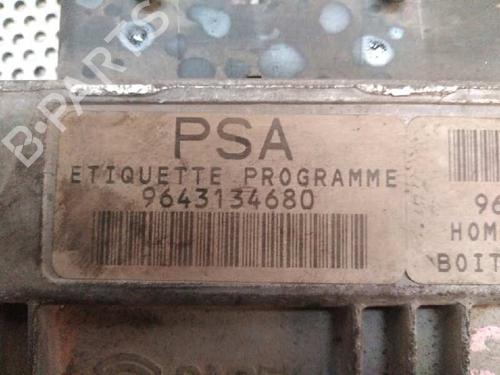 B-PARTS
PSA
ETIQUETTE PROGRAMME
9643134680
96
HOM
BOIT